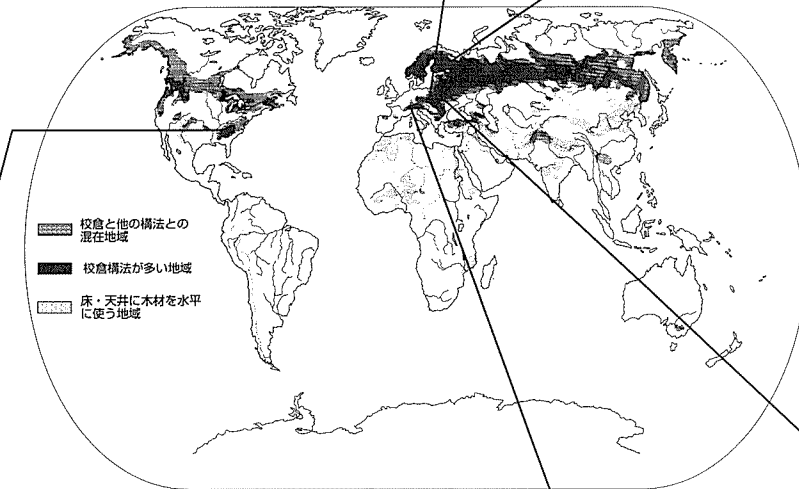 校倉と他の構法との
混在地域
校倉構法が多い地域
床・天井に木材を水平
に使う地域